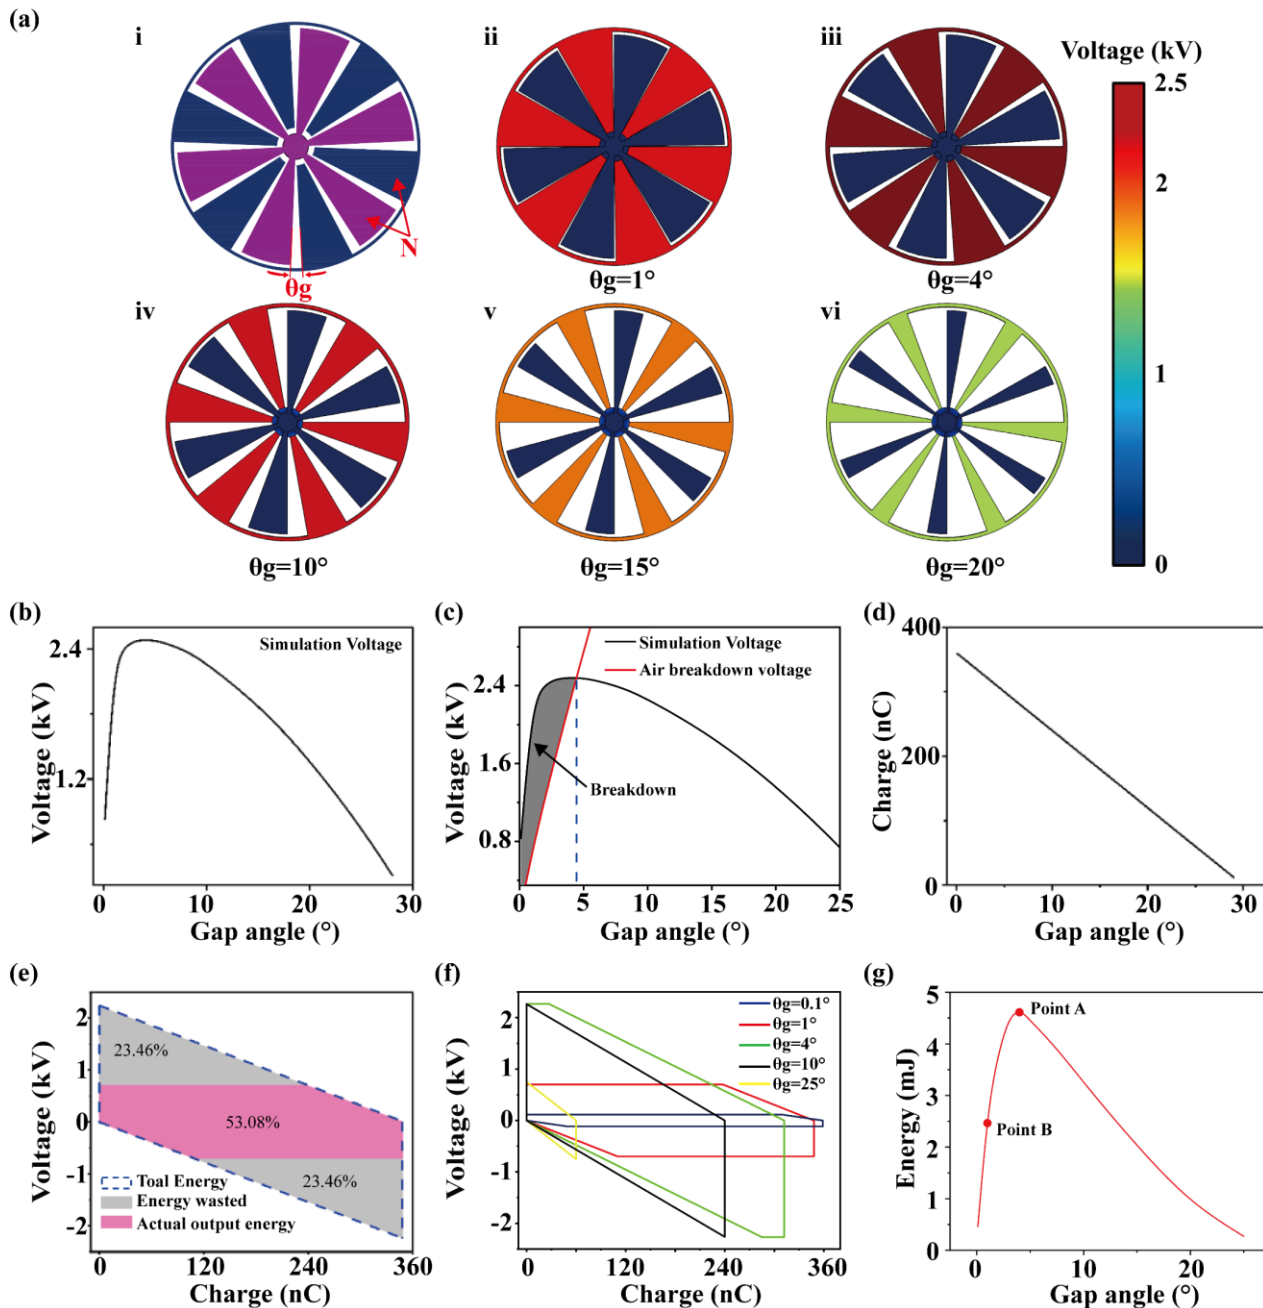 (a)
i
ii
iii
Voltage (kV)
2.5
2
1
0
N
θg
θg=1°
θg=4°
iv
v
vi
θg=10°
θg=15°
θg=20°
(b)
Simulation Voltage
2.4
1.2
Voltage (kV)
0 10 20 30
Gap angle (°)
(c)
Simulation Voltage
Air breakdown voltage
Breakdown
2.4
1.6
0.8
Voltage (kV)
0 5 10 15 20 25
Gap angle (°)
(d)
400
200
0
Charge (nC)
0 10 20 30
Gap angle (°)
(e)
23.46%
53.08%
23.46%
Toal Energy
Energy wasted
Actual output energy
2
1
0
-1
-2
Voltage (kV)
0 120 240 360
Charge (nC)
(f)
θg=0.1°
θg=1°
θg=4°
θg=10°
θg=25°
2
1
0
-1
-2
Voltage (kV)
0 120 240 360
Charge (nC)
(g)
Point A
Point B
5
4
3
2
1
0
Energy (mJ)
0 10 20
Gap angle (°)